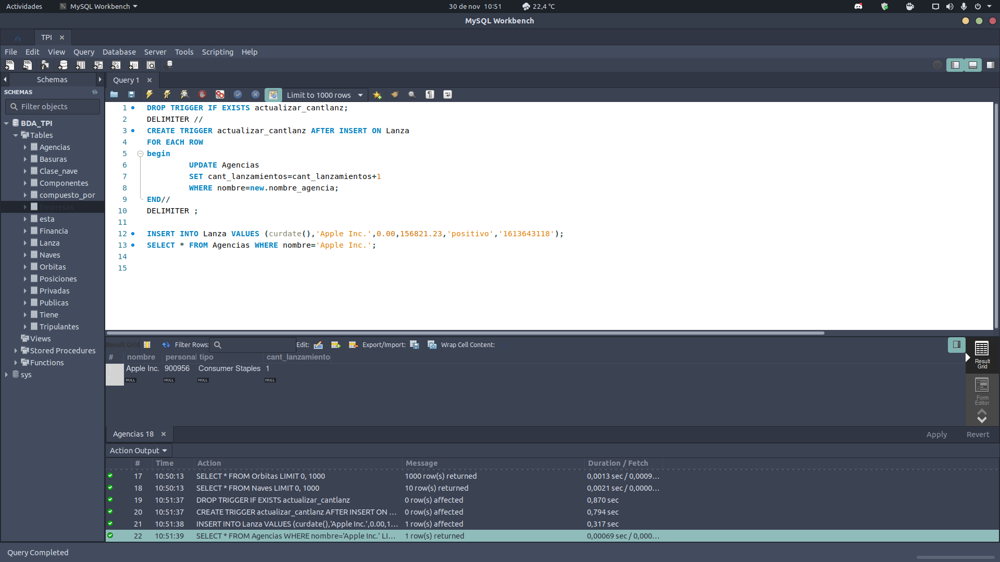 Actividades
MySQL Workbench
30 de nov 10:51
22,4 °C
MySQL Workbench
TPI
File Edit View Query Database Server Tools Scripting Help
Schemas
Query 1
SCHEMAS
Filter objects
Limit to 1000 rows
BDA_TPI
Tables
Agencias
Basuras
Clase_nave
Componentes
compuesto_por
Empresas
esta
Financia
Lanza
Naves
Orbitas
Posiciones
Privadas
Publicas
Tiene
Tripulantes
Views
Stored Procedures
Functions
sys
1 DROP TRIGGER IF EXISTS actualizar_cantlanz;
2 DELIMITER //
3 CREATE TRIGGER actualizar_cantlanz AFTER INSERT ON Lanza
4 FOR EACH ROW
5 begin
6 UPDATE Agencias
7 SET cant_lanzamientos=cant_lanzamientos+1
8 WHERE nombre=new.nombre_agencia;
9 END//
10 DELIMITER ;
11
12 INSERT INTO Lanza VALUES (curdate(),'Apple Inc.',0.00,156821.23,'positivo','1613643118');
13 SELECT * FROM Agencias WHERE nombre='Apple Inc.';
14
15
Result Grid Filter Rows: Edit: Export/Import: Wrap Cell Content:
# nombre personal tipo cant_lanzamiento
Apple Inc. 900956 Consumer Staples 1
NULL NULL NULL NULL
Result Grid
Form Editor
Agencias 18
Apply Revert
Action Output
# Time Action Message Duration / Fetch
17 10:50:13 SELECT * FROM Orbitas LIMIT 0, 1000 1000 row(s) returned 0,0013 sec / 0,0009...
18 10:50:13 SELECT * FROM Naves LIMIT 0, 1000 10 row(s) returned 0,0021 sec / 0,0000...
19 10:51:37 DROP TRIGGER IF EXISTS actualizar_cantlanz 0 row(s) affected 0,870 sec
20 10:51:37 CREATE TRIGGER actualizar_cantlanz AFTER INSERT ON ... 0 row(s) affected 0,794 sec
21 10:51:38 INSERT INTO Lanza VALUES (curdate(),'Apple Inc.',0.00,1... 1 row(s) affected 0,317 sec
22 10:51:39 SELECT * FROM Agencias WHERE nombre='Apple Inc.' LI... 1 row(s) returned 0,00069 sec / 0,000...
Query Completed